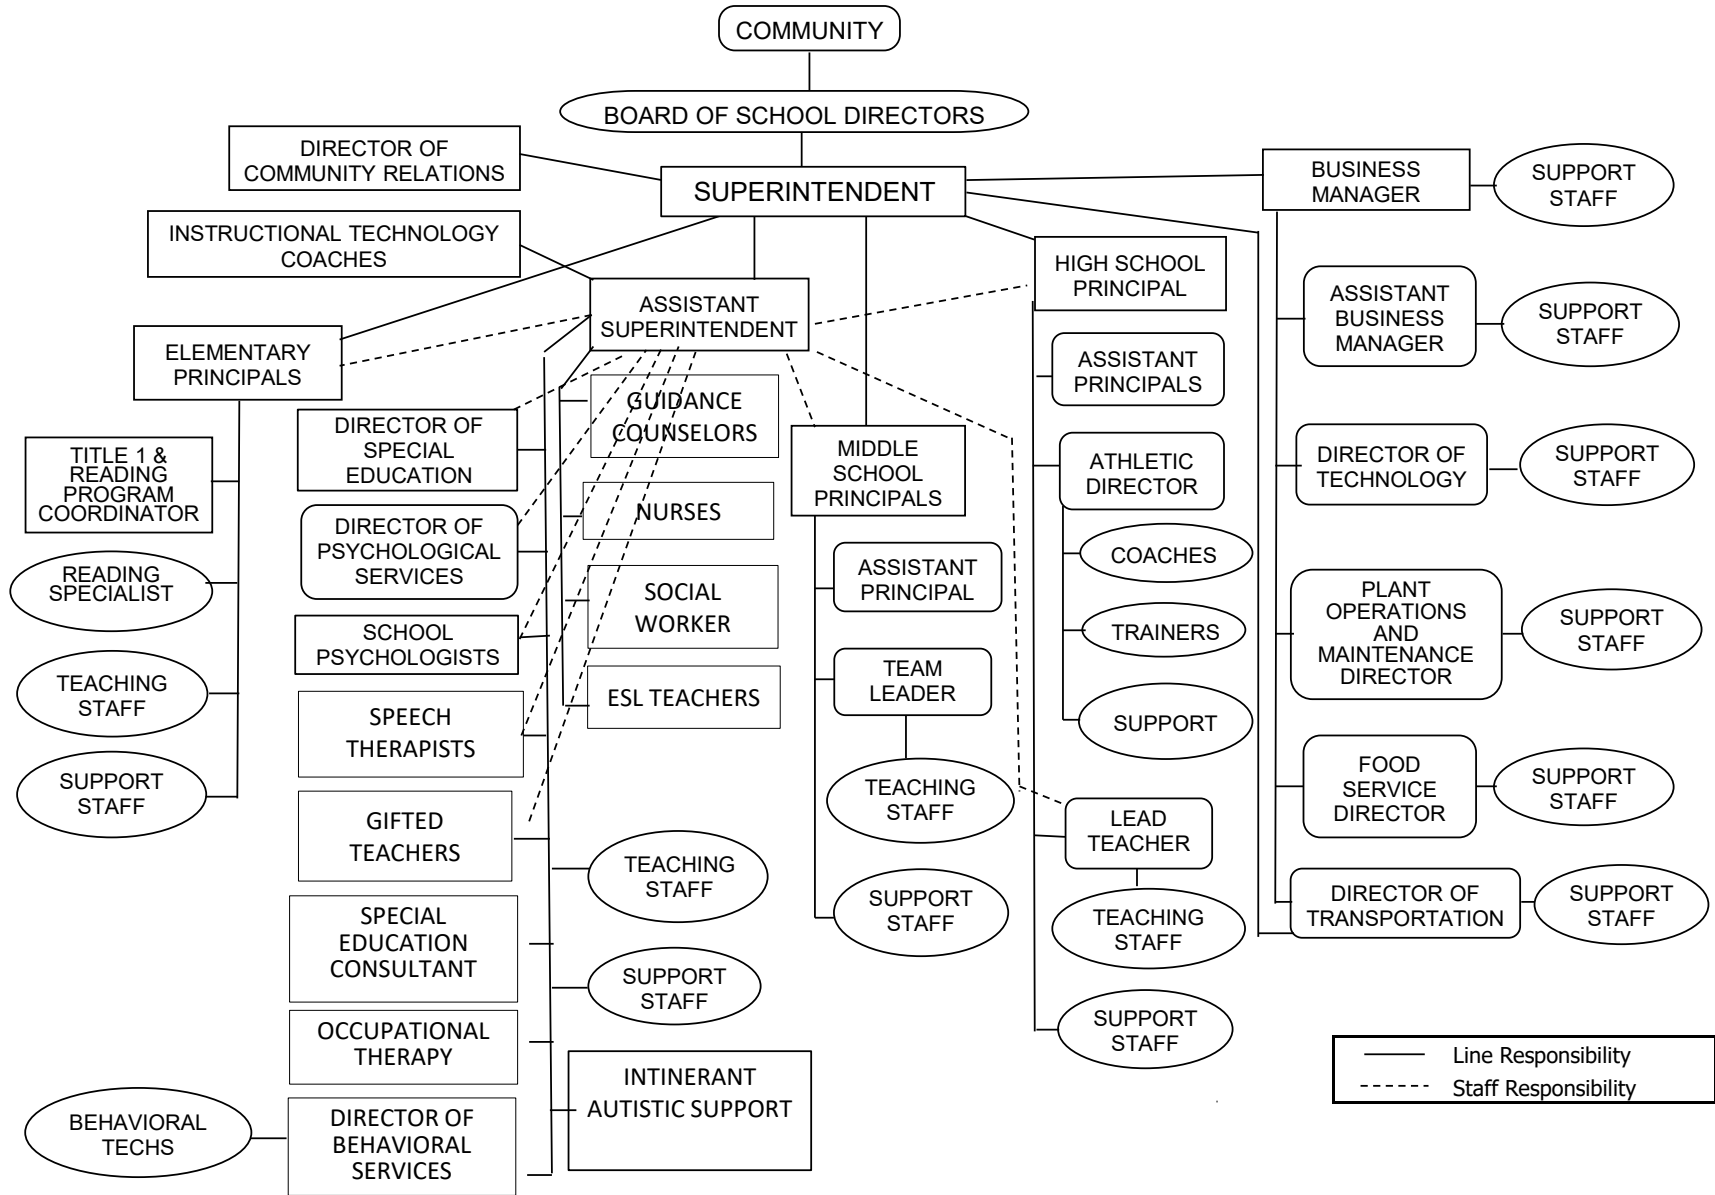 COMMUNITY
BOARD OF SCHOOL DIRECTORS
DIRECTOR OF
COMMUNITY RELATIONS
SUPERINTENDENT
BUSINESS
MANAGER
SUPPORT
STAFF
INSTRUCTIONAL TECHNOLOGY
COACHES
HIGH SCHOOL
PRINCIPAL
ASSISTANT
SUPERINTENDENT
ASSISTANT
BUSINESS
MANAGER
SUPPORT
STAFF
ELEMENTARY
PRINCIPALS
ASSISTANT
PRINCIPALS
GUIDANCE
COUNSELORS
DIRECTOR OF
SPECIAL
EDUCATION
MIDDLE
SCHOOL
PRINCIPALS
ATHLETIC
DIRECTOR
DIRECTOR OF
TECHNOLOGY
SUPPORT
STAFF
TITLE 1 &
READING
PROGRAM
COORDINATOR
DIRECTOR OF
PSYCHOLOGICAL
SERVICES
NURSES
COACHES
READING
SPECIALIST
ASSISTANT
PRINCIPAL
SOCIAL
WORKER
TRAINERS
PLANT
OPERATIONS
AND
MAINTENANCE
DIRECTOR
SUPPORT
STAFF
SCHOOL
PSYCHOLOGISTS
TEACHING
STAFF
TEAM
LEADER
ESL TEACHERS
SPEECH
THERAPISTS
SUPPORT
SUPPORT
STAFF
TEACHING
STAFF
FOOD
SERVICE
DIRECTOR
SUPPORT
STAFF
GIFTED
TEACHERS
LEAD
TEACHER
TEACHING
STAFF
SUPPORT
STAFF
DIRECTOR OF
TRANSPORTATION
SUPPORT
STAFF
SPECIAL
EDUCATION
CONSULTANT
TEACHING
STAFF
SUPPORT
STAFF
OCCUPATIONAL
THERAPY
SUPPORT
STAFF
INTINERANT
AUTISTIC SUPPORT
Line Responsibility
Staff Responsibility
BEHAVIORAL
TECHS
DIRECTOR OF
BEHAVIORAL
SERVICES